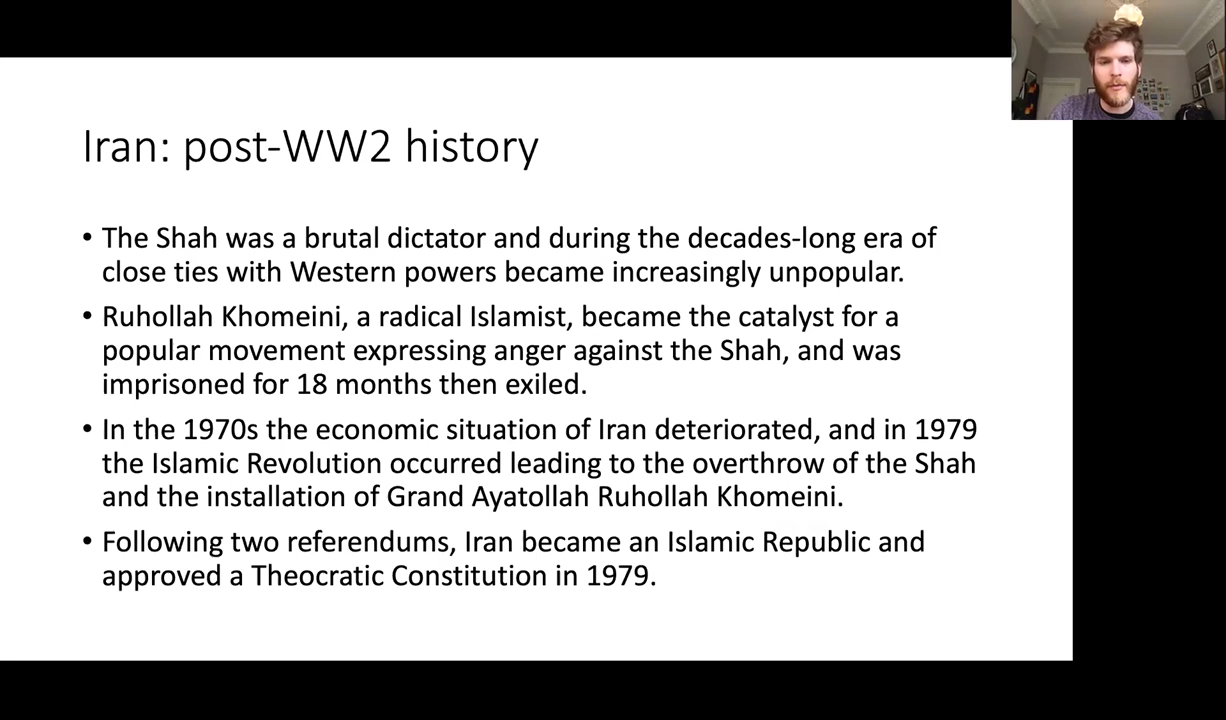 Iran: post-WW2 history
• The Shah was a brutal dictator and during the decades-long era of
close ties with Western powers became increasingly unpopular.
• Ruhollah Khomeini, a radical Islamist, became the catalyst for a
popular movement expressing anger against the Shah, and was
imprisoned for 18 months then exiled.
• In the 1970s the economic situation of Iran deteriorated, and in 1979
the Islamic Revolution occurred leading to the overthrow of the Shah
and the installation of Grand Ayatollah Ruhollah Khomeini.
• Following two referendums, Iran became an Islamic Republic and
approved a Theocratic Constitution in 1979.